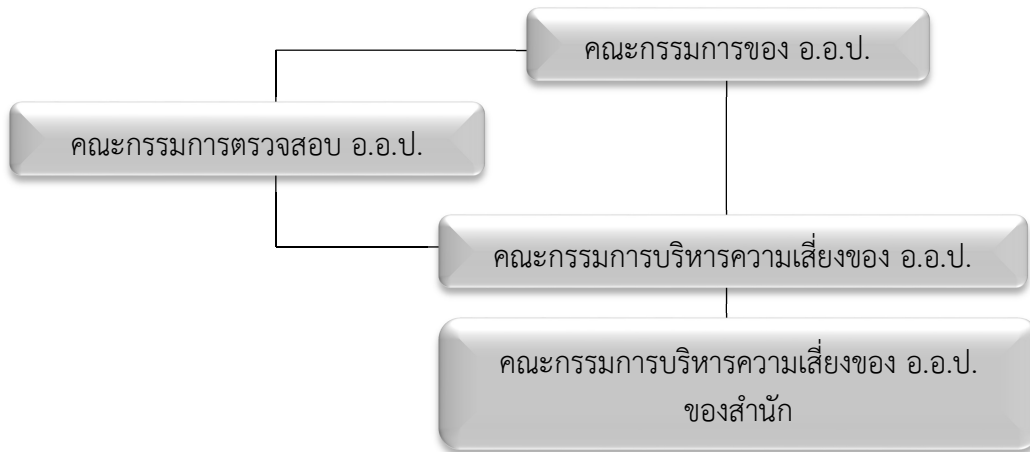 คณะกรรมการของ อ.อ.ป.
คณะกรรมการตรวจสอบ อ.อ.ป.
คณะกรรมการบริหารความเสี่ยงของ อ.อ.ป.
คณะกรรมการบริหารความเสี่ยงของ อ.อ.ป.
ของสำนัก